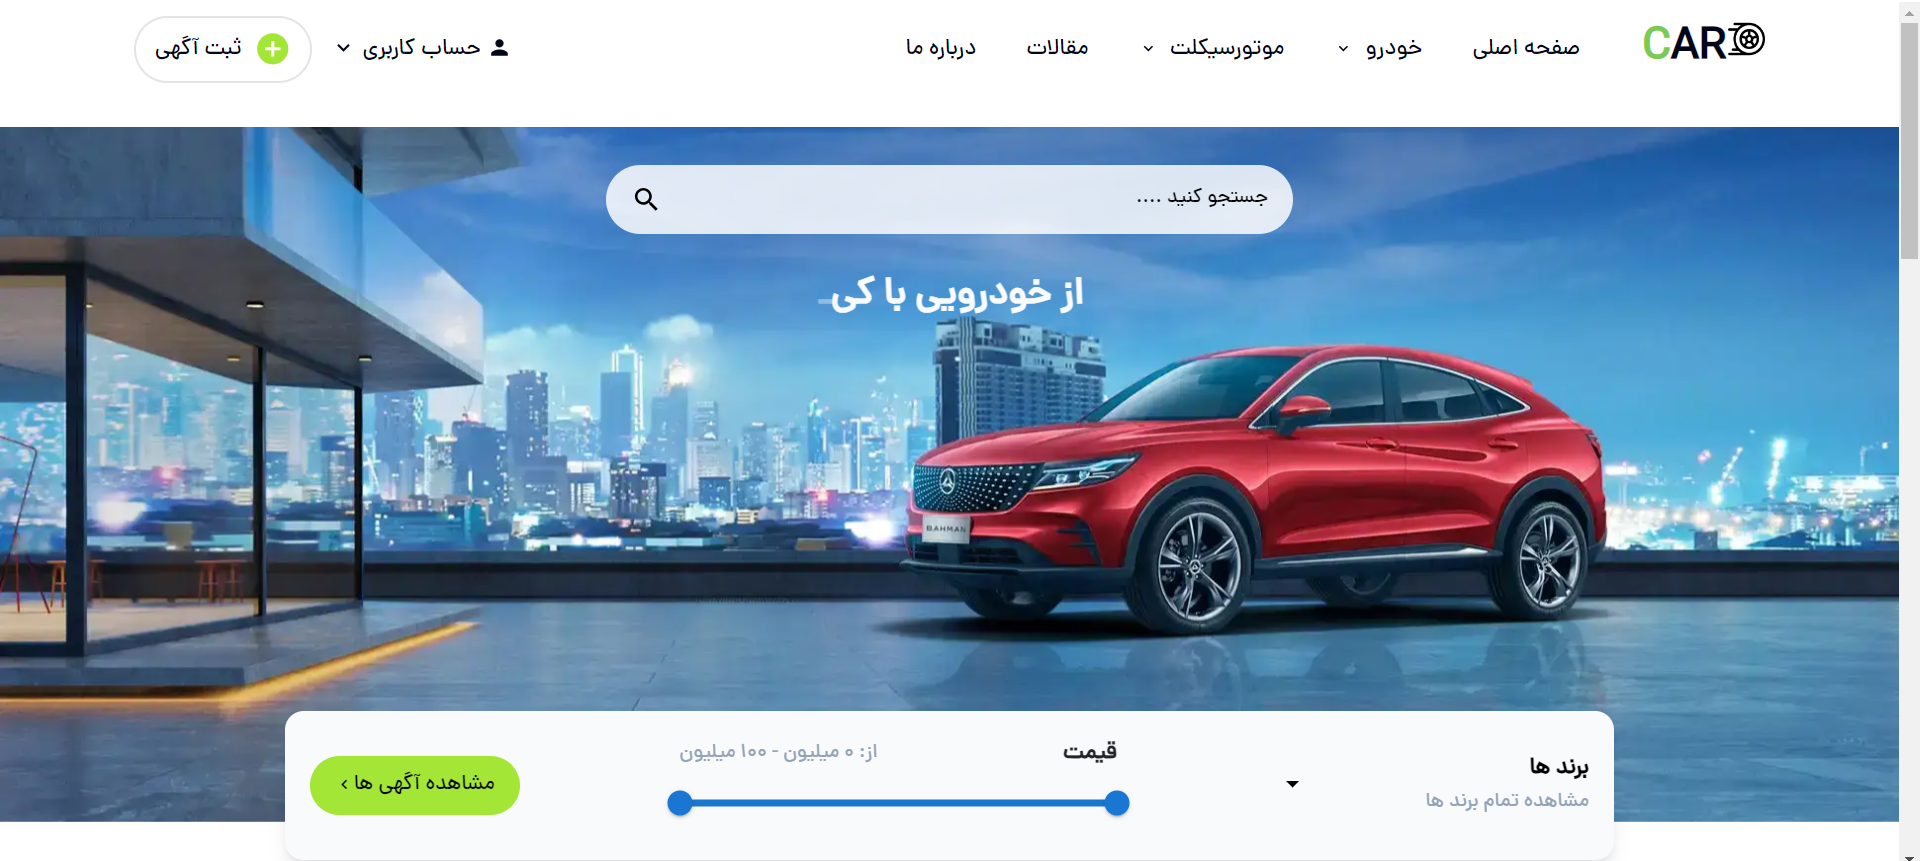 CAR
صفحه اصلی
خودرو
موتورسیکلت
مقالات
درباره ما
حساب کاربری
ثبت آگهی
جستجو کنید ....
از خودرویی با کی_
BAHMAN
برند ها
مشاهده تمام برند ها
قیمت
از: ۰ میلیون - ۱۰۰ میلیون
مشاهده آگهی ها ›